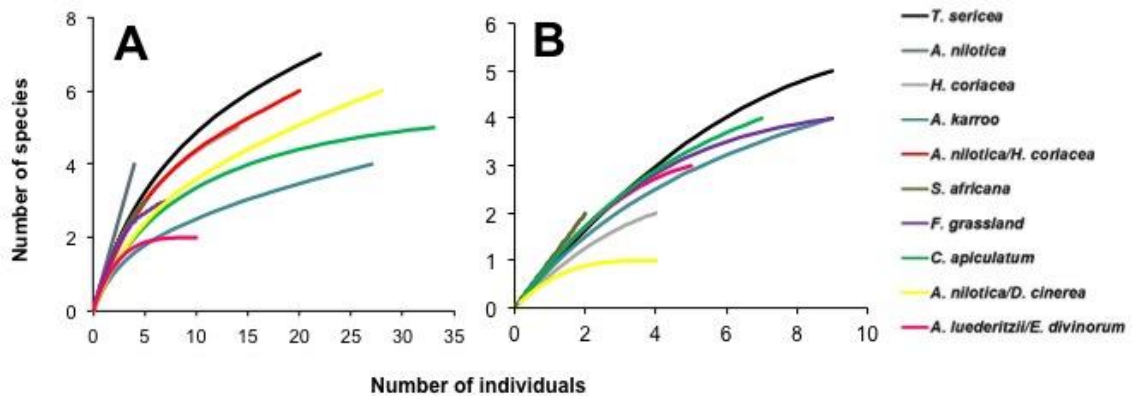 A
B
Number of species
8
6
4
2
0
0 5 10 15 20 25 30 35
6
5
4
3
2
1
0
0 2 4 6 8 10
Number of individuals
T. sericea
A. nilotica
H. coriacea
A. karroo
A. nilotica/H. coriacea
S. africana
F. grassland
C. apiculatum
A. nilotica/D. cinerea
A. luederitzii/E. divinorum